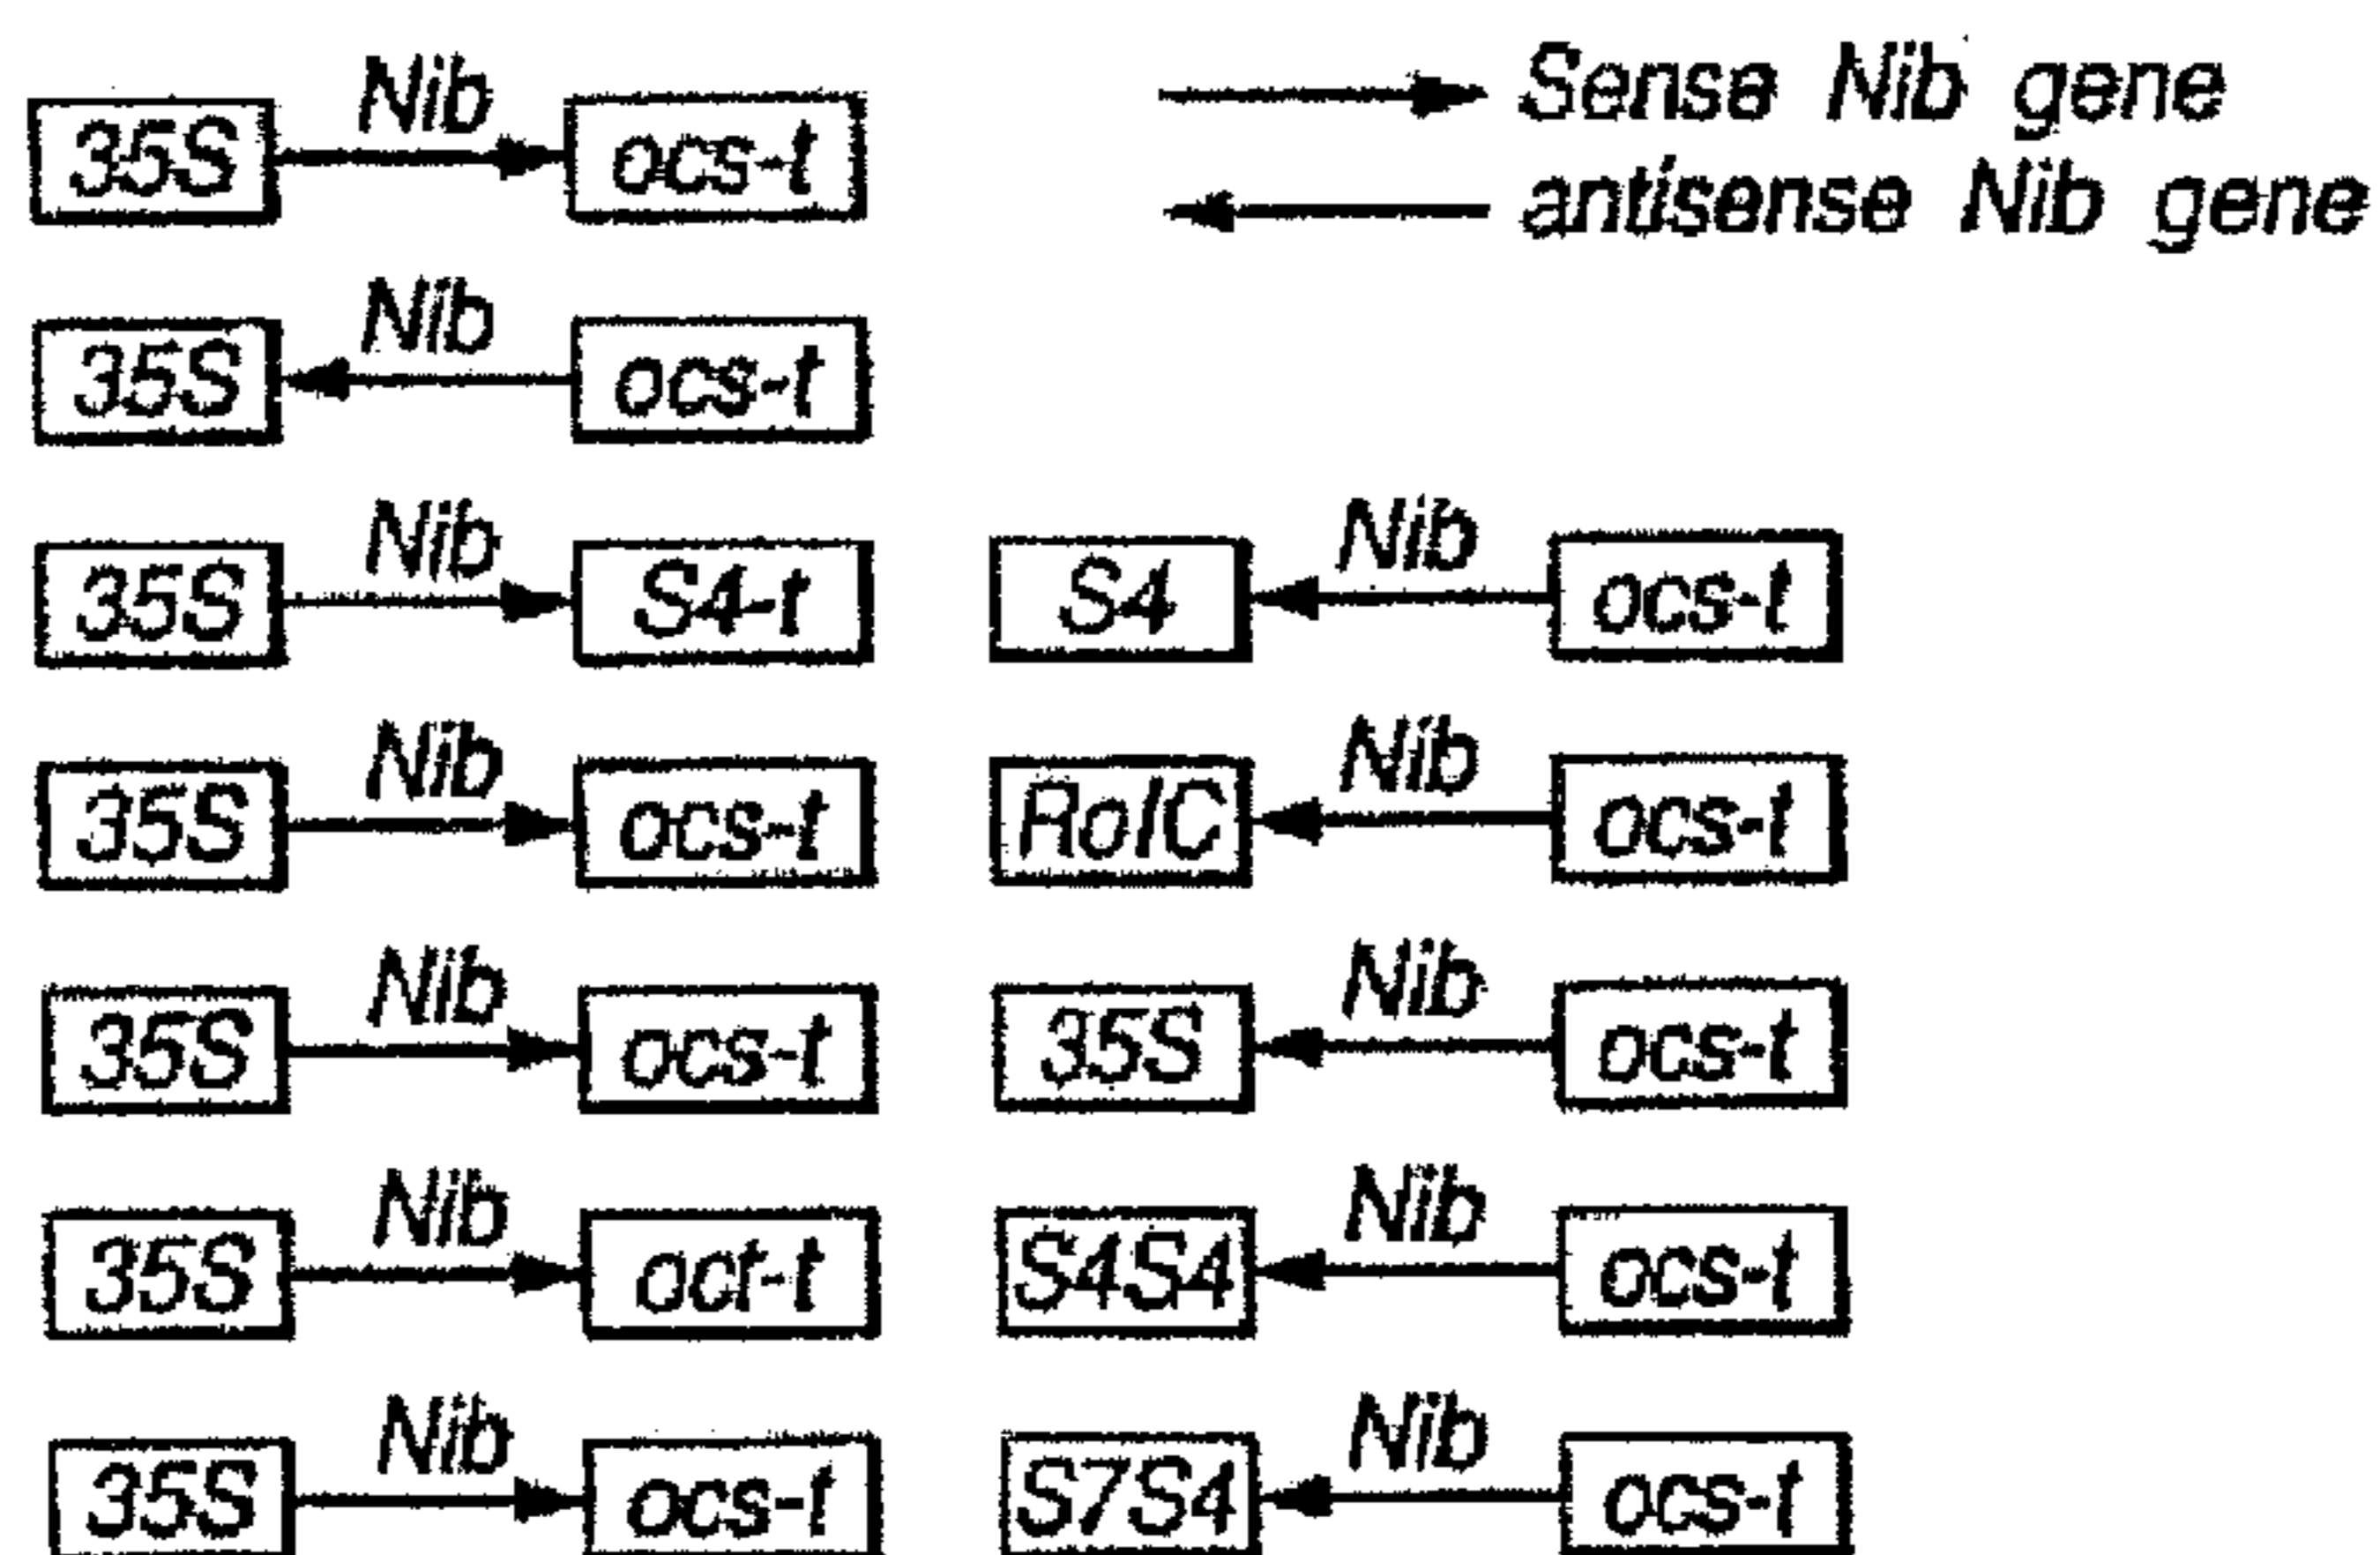 Nib
35S ocs-t
Sense Nib gene
antisense Nib gene
Nib
35S ocs-t
Nib Nib
35S S4-t S4 ocs-t
Nib Nib
35S ocs-t RolC ocs-t
Nib Nib
35S ocs-t 35S ocs-t
Nib Nib
35S oct-t S4S4 ocs-t
Nib Nib
35S ocs-t S7S4 ocs-t